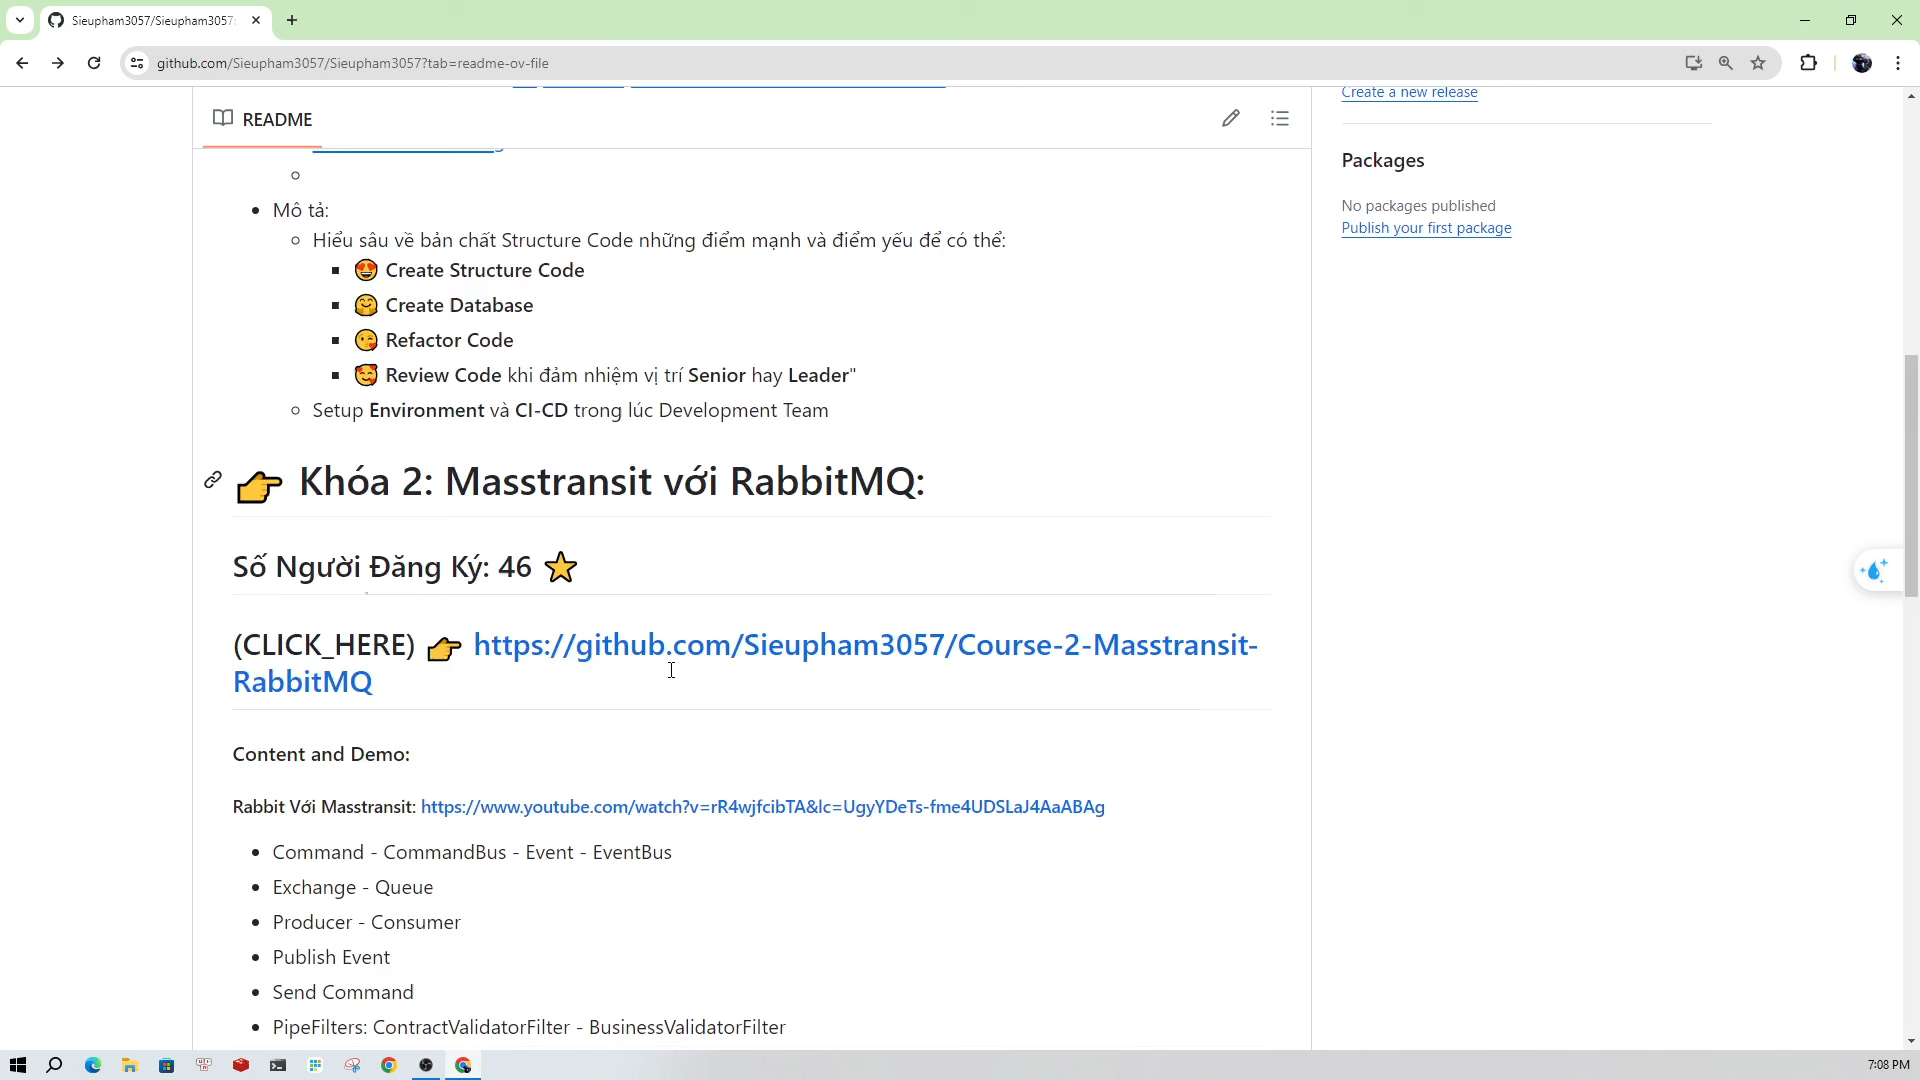 Sieupham3057/Sieupham3057:
github.com/Sieupham3057/Sieupham3057?tab=readme-ov-file
README
Mô tả:
Hiểu sâu về bản chất Structure Code những điểm mạnh và điểm yếu để có thể:
😍 Create Structure Code
🤗 Create Database
😘 Refactor Code
🥰 Review Code khi đảm nhiệm vị trí Senior hay Leader"
Setup Environment và CI-CD trong lúc Development Team
👉 Khóa 2: Masstransit với RabbitMQ:
Số Người Đăng Ký: 46 ⭐
(CLICK_HERE) 👉 https://github.com/Sieupham3057/Course-2-Masstransit-
RabbitMQ
Content and Demo:
Rabbit Với Masstransit: https://www.youtube.com/watch?v=rR4wjfcibTA&lc=UgyYDeTs-fme4UDSLaJ4AaABAg
Command - CommandBus - Event - EventBus
Exchange - Queue
Producer - Consumer
Publish Event
Send Command
PipeFilters: ContractValidatorFilter - BusinessValidatorFilter
Create a new release
Packages
No packages published
Publish your first package
7:08 PM